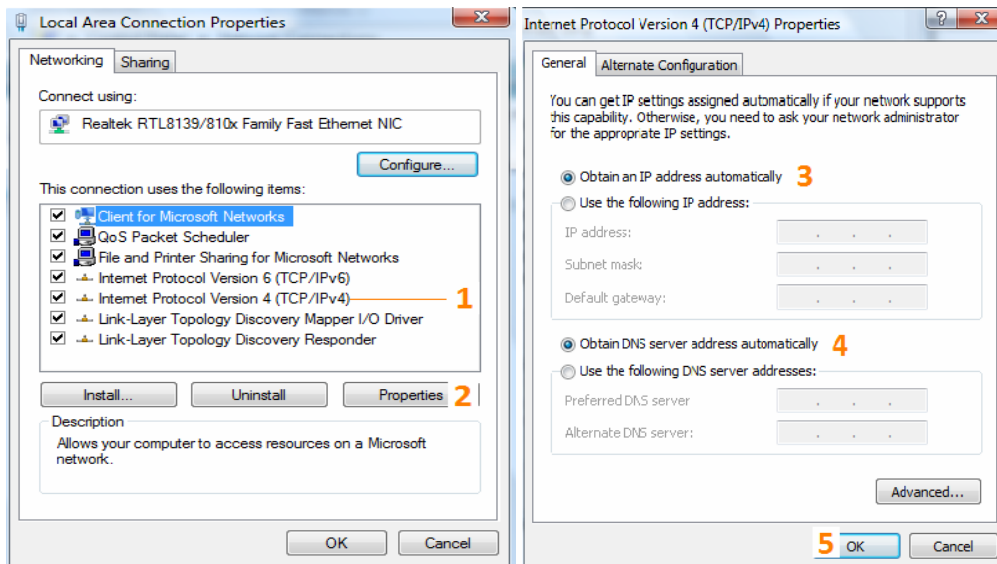 Local Area Connection Properties
Networking
Sharing
Connect using:
Realtek RTL8139/810x Family Fast Ethernet NIC
Configure...
This connection uses the following items:
Client for Microsoft Networks
QoS Packet Scheduler
File and Printer Sharing for Microsoft Networks
Internet Protocol Version 6 (TCP/IPv6)
Internet Protocol Version 4 (TCP/IPv4) 1
Link-Layer Topology Discovery Mapper I/O Driver
Link-Layer Topology Discovery Responder
Install...
Uninstall
Properties 2
Description
Allows your computer to access resources on a Microsoft
network.
OK
Cancel
Internet Protocol Version 4 (TCP/IPv4) Properties
?
X
General
Alternate Configuration
You can get IP settings assigned automatically if your network supports
this capability. Otherwise, you need to ask your network administrator
for the appropriate IP settings.
Obtain an IP address automatically 3
Use the following IP address:
IP address:
Subnet mask:
Default gateway:
Obtain DNS server address automatically 4
Use the following DNS server addresses:
Preferred DNS server
Alternate DNS server:
Advanced...
5 OK
Cancel